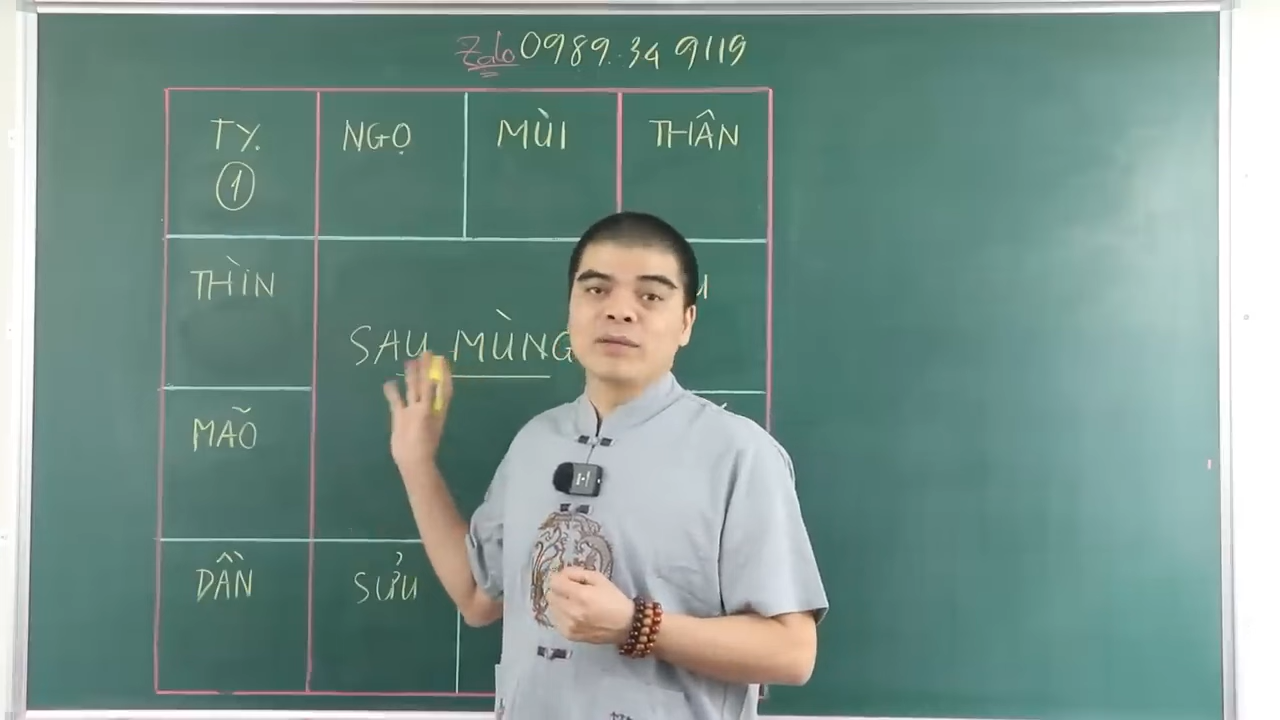 Zalo 0989.34 9119
TY.
NGỌ
MÙI
THÂN
1
THÌN
SAU MÙNG
MÃO
DẦN
SỬU